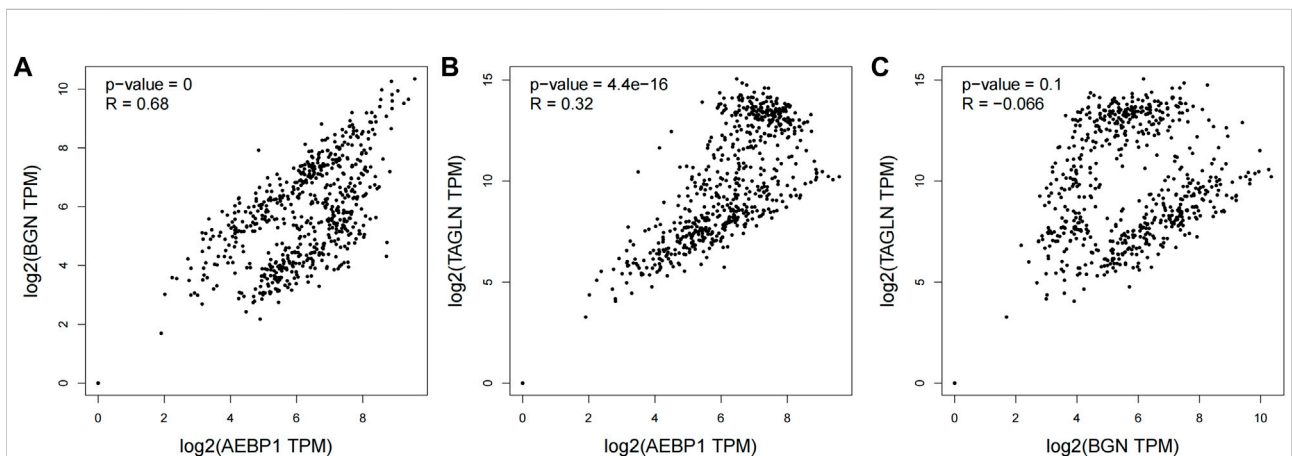 A
p−value = 0
R = 0.68
log2(BGN TPM)
0
2
4
6
8
10
0
2
4
6
8
log2(AEBP1 TPM)
B
p−value = 4.4e−16
R = 0.32
log2(TAGLN TPM)
0
5
10
15
0
2
4
6
8
log2(AEBP1 TPM)
C
p−value = 0.1
R = −0.066
log2(TAGLN TPM)
0
5
10
15
0
2
4
6
8
10
log2(BGN TPM)